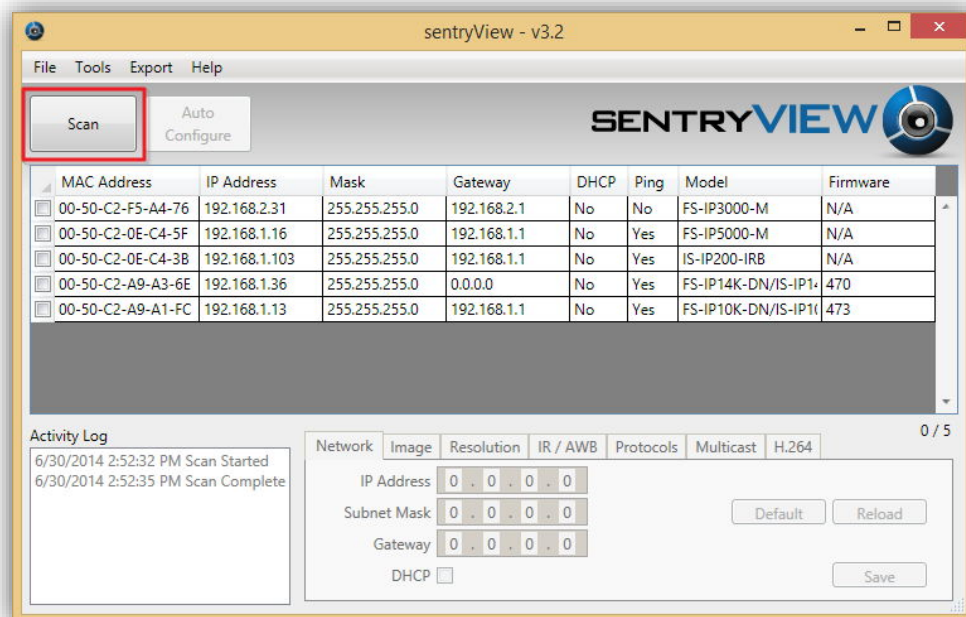 sentryView - v3.2
File Tools Export Help
Scan
Auto
Configure
SENTRYVIEW
MAC Address IP Address Mask Gateway DHCP Ping Model Firmware
00-50-C2-F5-A4-76 192.168.2.31 255.255.255.0 192.168.2.1 No No FS-IP3000-M N/A
00-50-C2-0E-C4-5F 192.168.1.16 255.255.255.0 192.168.1.1 No Yes FS-IP5000-M N/A
00-50-C2-0E-C4-3B 192.168.1.103 255.255.255.0 192.168.1.1 No Yes IS-IP200-IRB N/A
00-50-C2-A9-A3-6E 192.168.1.36 255.255.255.0 0.0.0.0 No Yes FS-IP14K-DN/IS-IP14 470
00-50-C2-A9-A1-FC 192.168.1.13 255.255.255.0 192.168.1.1 No Yes FS-IP10K-DN/IS-IP10 473
0 / 5
Activity Log
6/30/2014 2:52:32 PM Scan Started
6/30/2014 2:52:35 PM Scan Complete
Network Image Resolution IR / AWB Protocols Multicast H.264
IP Address 0 . 0 . 0 . 0
Subnet Mask 0 . 0 . 0 . 0
Default Reload
Gateway 0 . 0 . 0 . 0
DHCP
Save